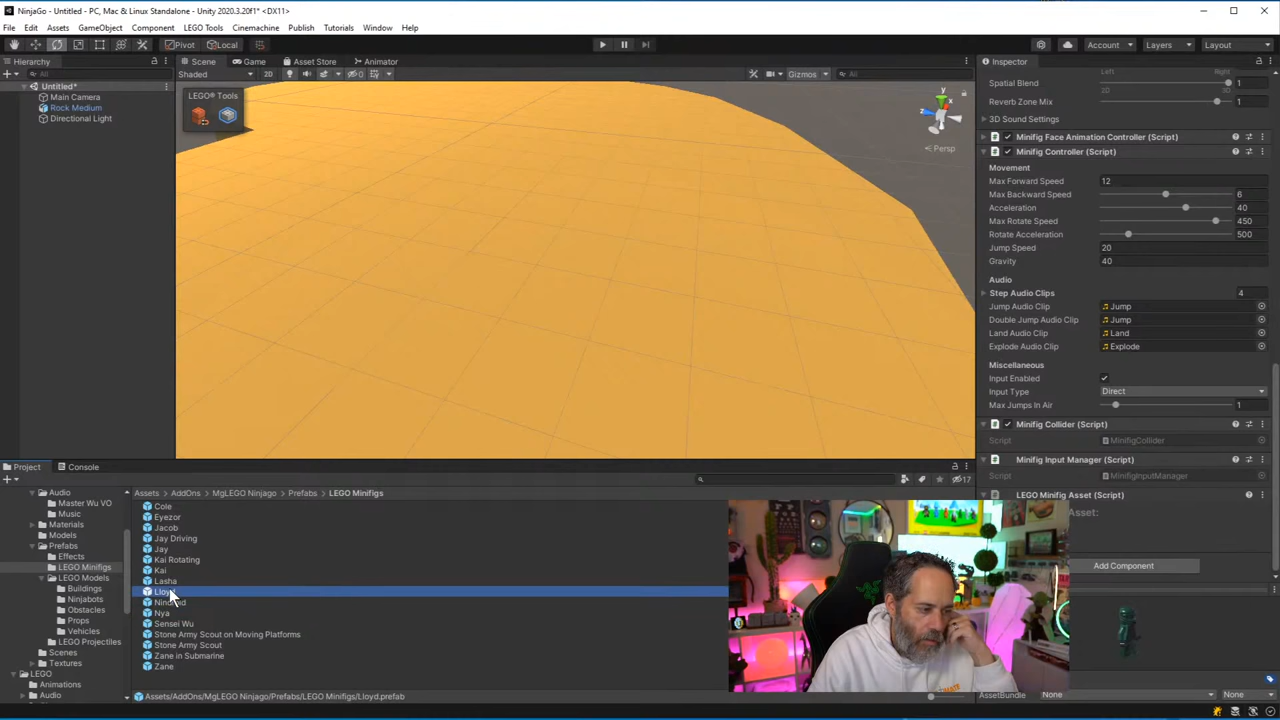 NinjaGo - Untitled - PC, Mac & Linux Standalone - Unity 2020.3.20f1* <DX11>
File Edit Assets GameObject Component LEGO Tools Cinemachine Publish Tutorials Window Help
Pivot Local Account Layers Layout
Hierarchy
All
Untitled*
Main Camera
Rock Medium
Directional Light
Scene Game Asset Store Animator
Shaded 2D 0 Gizmos All
LEGO® Tools
y
x
z
Persp
Inspector
Left Right
Spatial Blend 1
2D 3D
Reverb Zone Mix 1
3D Sound Settings
Minifig Face Animation Controller (Script)
Minifig Controller (Script)
Movement
Max Forward Speed 12
Max Backward Speed 6
Acceleration 40
Max Rotate Speed 450
Rotate Acceleration 500
Jump Speed 20
Gravity 40
Audio
Step Audio Clips 4
Jump Audio Clip Jump
Double Jump Audio Clip Jump
Land Audio Clip Land
Explode Audio Clip Explode
Miscellaneous
Input Enabled
Input Type Direct
Max Jumps In Air 1
Minifig Collider (Script)
Script MinifigCollider
Minifig Input Manager (Script)
Script MinifigInputManager
LEGO Minifig Asset (Script)
Asset:
Add Component
AssetBundle None None
Project Console
17
Audio
Master Wu VO
Music
Materials
Models
Prefabs
Effects
LEGO Minifigs
LEGO Models
Buildings
Ninjabots
Obstacles
Props
Vehicles
LEGO Projectiles
Scenes
Textures
LEGO
Animations
Audio
Assets > AddOns > MgLEGO Ninjago > Prefabs > LEGO Minifigs
Cole
Eyezor
Jacob
Jay Driving
Jay
Kai Rotating
Kai
Lasha
Nya
Sensei Wu
Stone Army Scout on Moving Platforms
Stone Army Scout
Zane in Submarine
Zane
Assets/AddOns/MgLEGO Ninjago/Prefabs/LEGO Minifigs/Lloyd.prefab